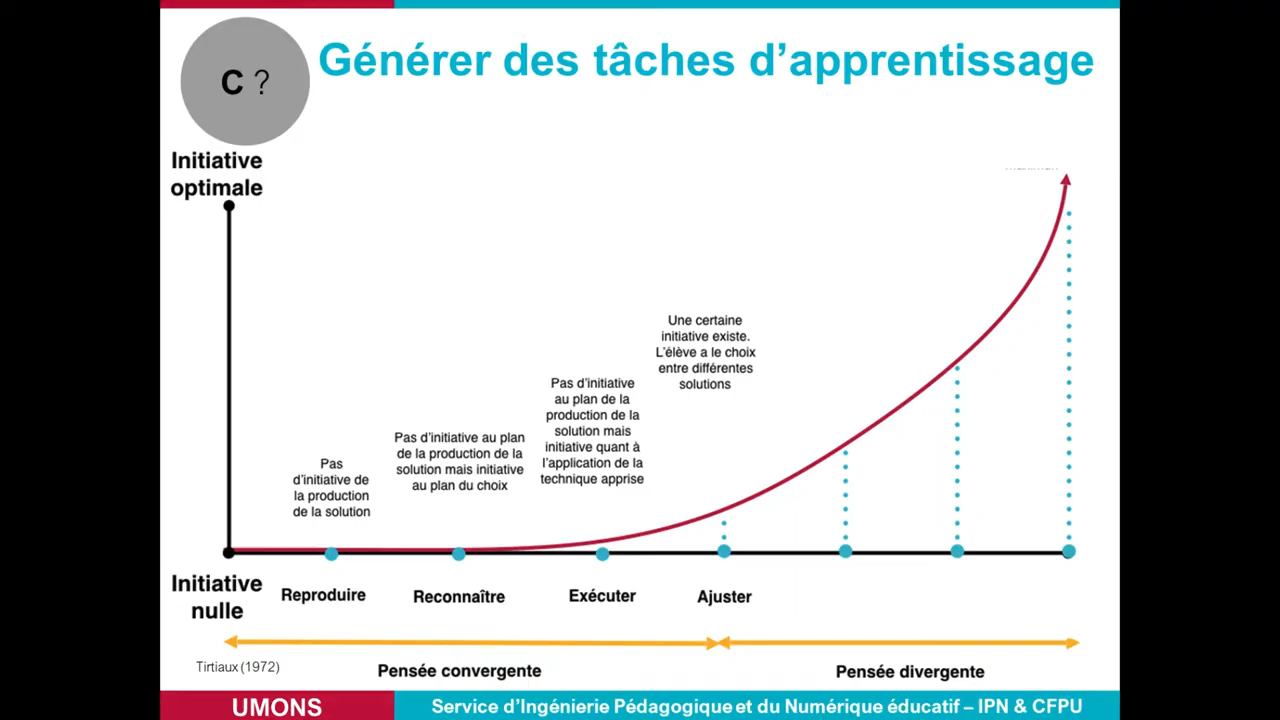 C ?
Générer des tâches d’apprentissage
Initiative
optimale
Une certaine
initiative existe.
L’élève a le choix
entre différentes
solutions
Pas d’initiative
au plan de la
production de la
solution mais
initiative quant à
l’application de la
technique apprise
Pas d’initiative au plan
de la production de la
solution mais initiative
au plan du choix
Pas
d’initiative de
la production
de la solution
Initiative
nulle
Reproduire
Reconnaître
Exécuter
Ajuster
Tirtiaux (1972)
Pensée convergente
Pensée divergente
UMONS
Service d’Ingénierie Pédagogique et du Numérique éducatif – IPN & CFPU